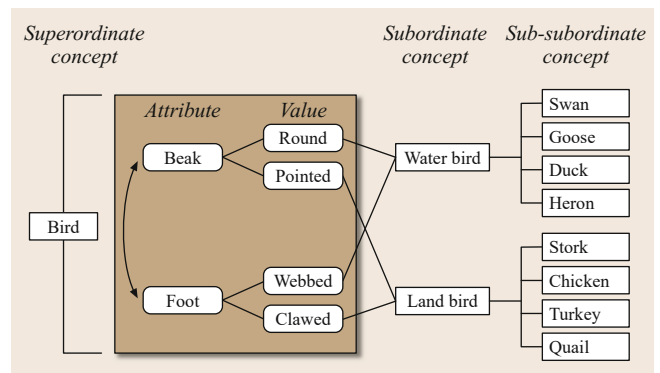 Superordinate
concept
Subordinate
concept
Sub-subordinate
concept
Attribute
Value
Bird
Beak
Foot
Round
Pointed
Webbed
Clawed
Water bird
Land bird
Swan
Goose
Duck
Heron
Stork
Chicken
Turkey
Quail